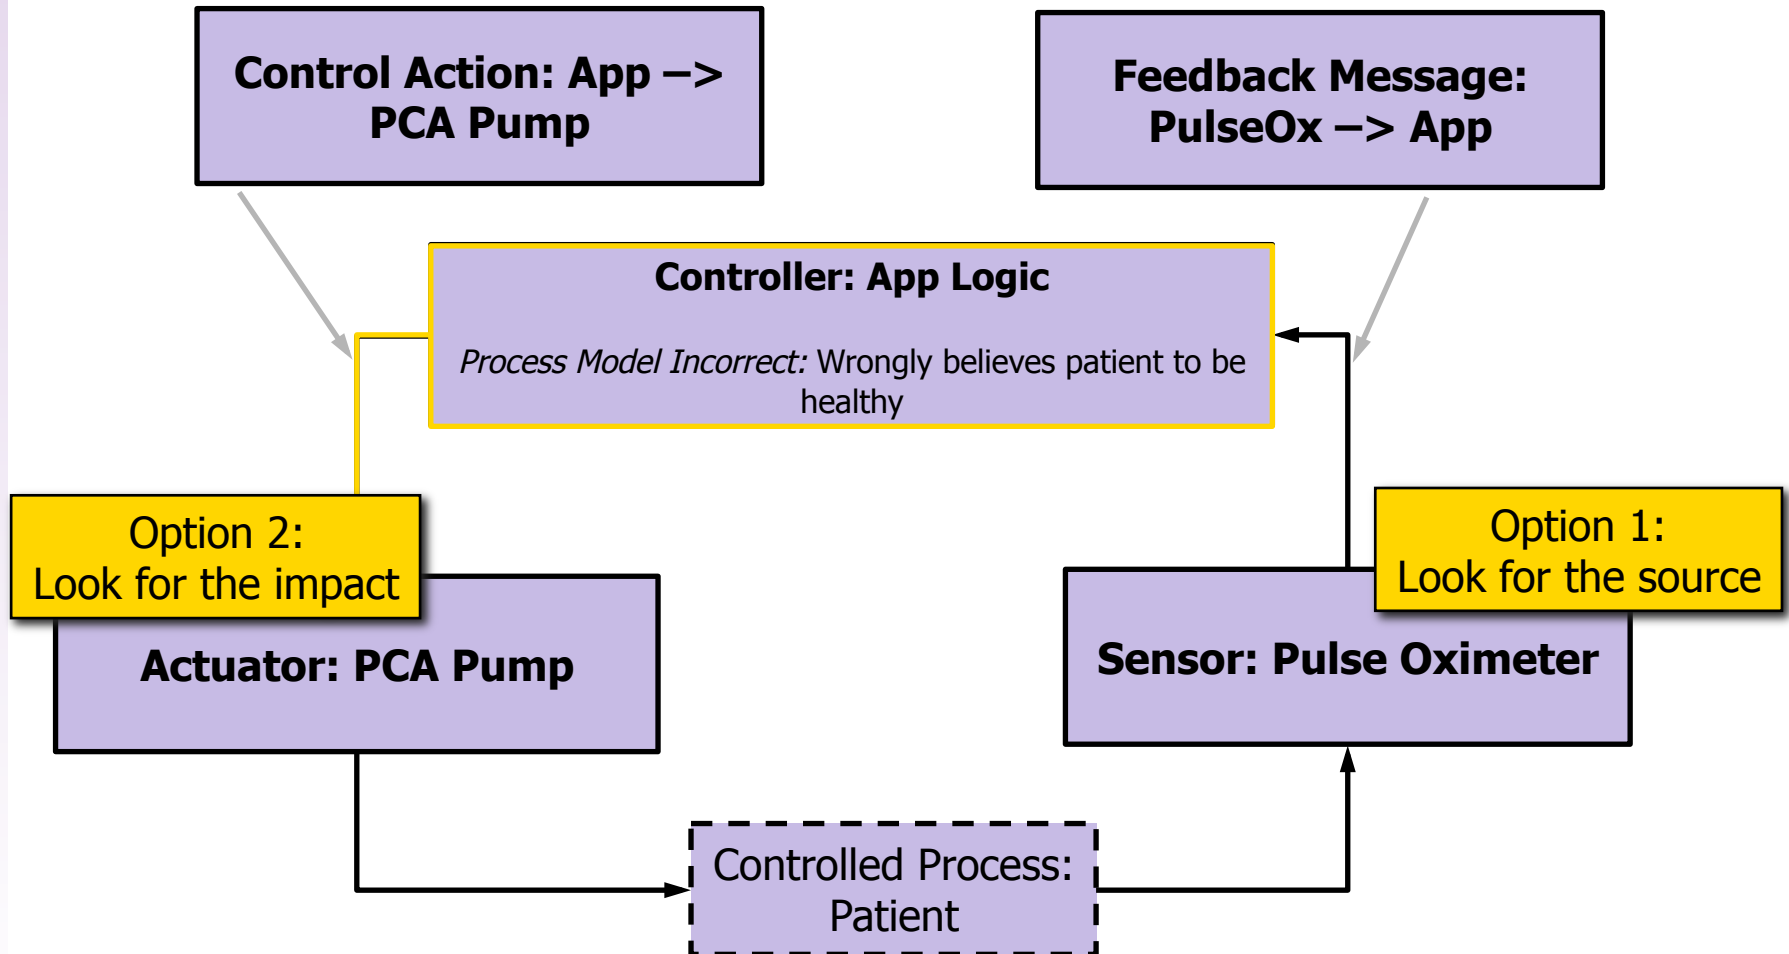 Control Action: App –>
PCA Pump
Feedback Message:
PulseOx –> App
Controller: App Logic
Process Model Incorrect: Wrongly believes patient to be
healthy
Option 2:
Look for the impact
Option 1:
Look for the source
Actuator: PCA Pump
Sensor: Pulse Oximeter
Controlled Process:
Patient